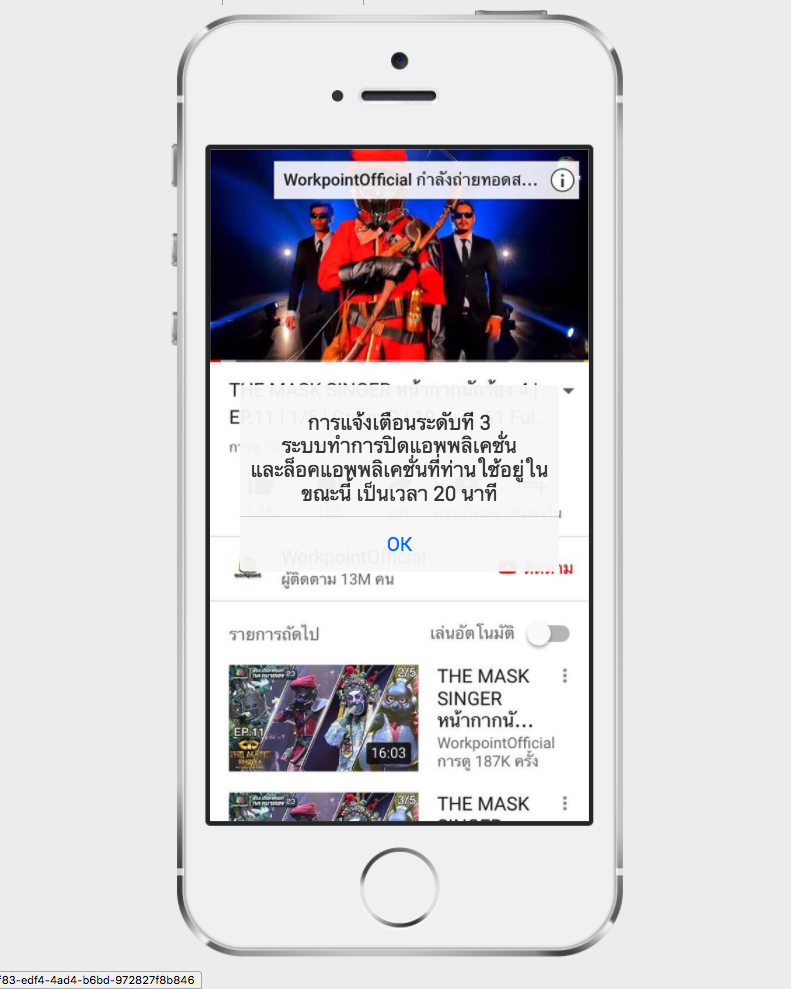 WorkpointOfficial กำลังถ่ายทอดส...
THE MASK SINGER หน้ากากนักร้อง 4 |
EP.11 | 1/5
การแจ้งเตือนระดับที่ 3
ระบบทำการปิดแอพพลิเคชั่น
และล็อคแอพพลิเคชั่นที่ท่านใช้อยู่ใน
ขณะนี้ เป็นเวลา 20 นาที
OK
WorkpointOfficial
workpoint
ผู้ติดตาม 13M คน
ติดตาม
รายการถัดไป
เล่นอัตโนมัติ
2/5
EP.11
THE MASK
16:03
THE MASK
SINGER
หน้ากากนั...
WorkpointOfficial
การดู 187K ครั้ง
3/5
THE MASK
SINGER
f83-edf4-4ad4-b6bd-972827f8b846